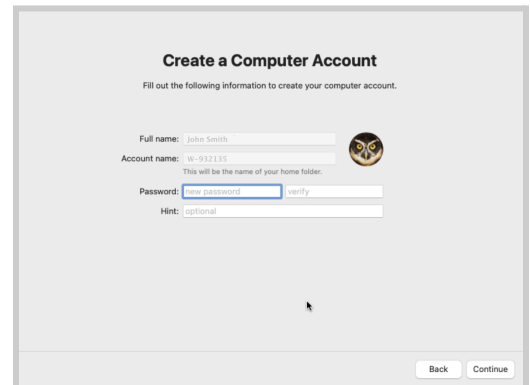 Create a Computer Account
Fill out the following information to create your computer account.
Full name: John Smith
Account name: W-932135
This will be the name of your home folder.
Password: new password verify
Hint: optional
Back Continue